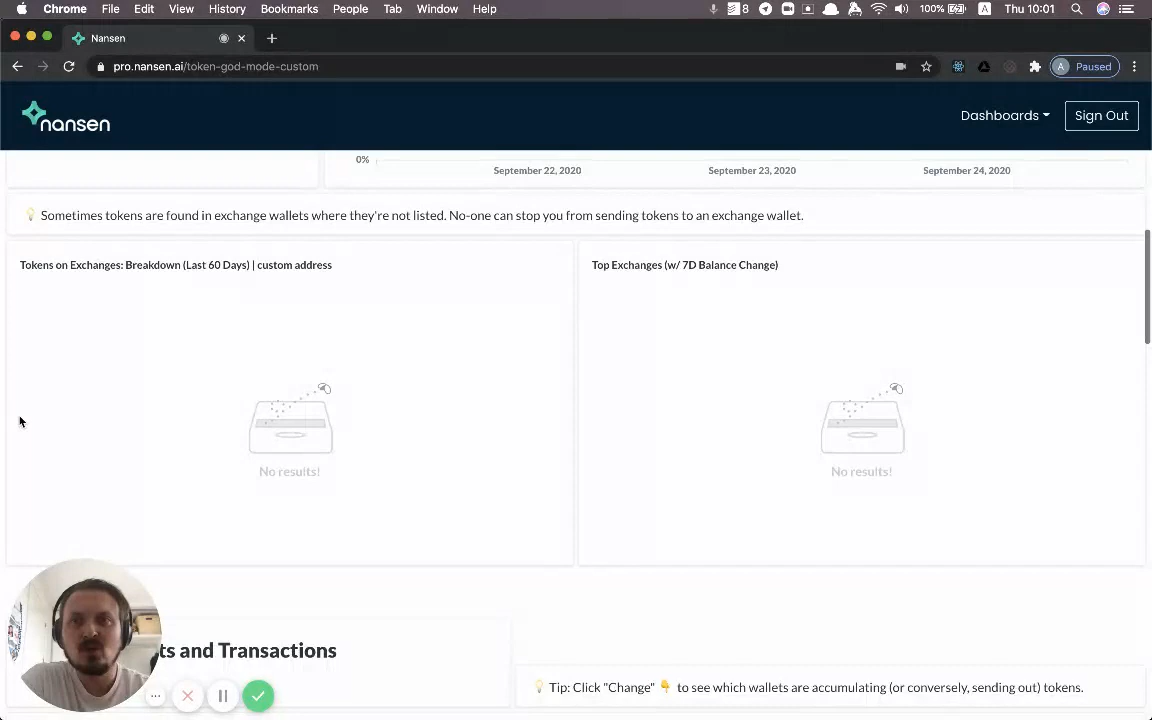 Chrome File Edit View History Bookmarks People Tab Window Help 8 100% A Thu 10:01
Nansen
pro.nansen.ai/token-god-mode-custom A Paused
nansen Dashboards Sign Out
0%
September 22, 2020 September 23, 2020 September 24, 2020
Sometimes tokens are found in exchange wallets where they're not listed. No-one can stop you from sending tokens to an exchange wallet.
Tokens on Exchanges: Breakdown (Last 60 Days) | custom address
Top Exchanges (w/ 7D Balance Change)
No results!
No results!
ts and Transactions
Tip: Click "Change" to see which wallets are accumulating (or conversely, sending out) tokens.